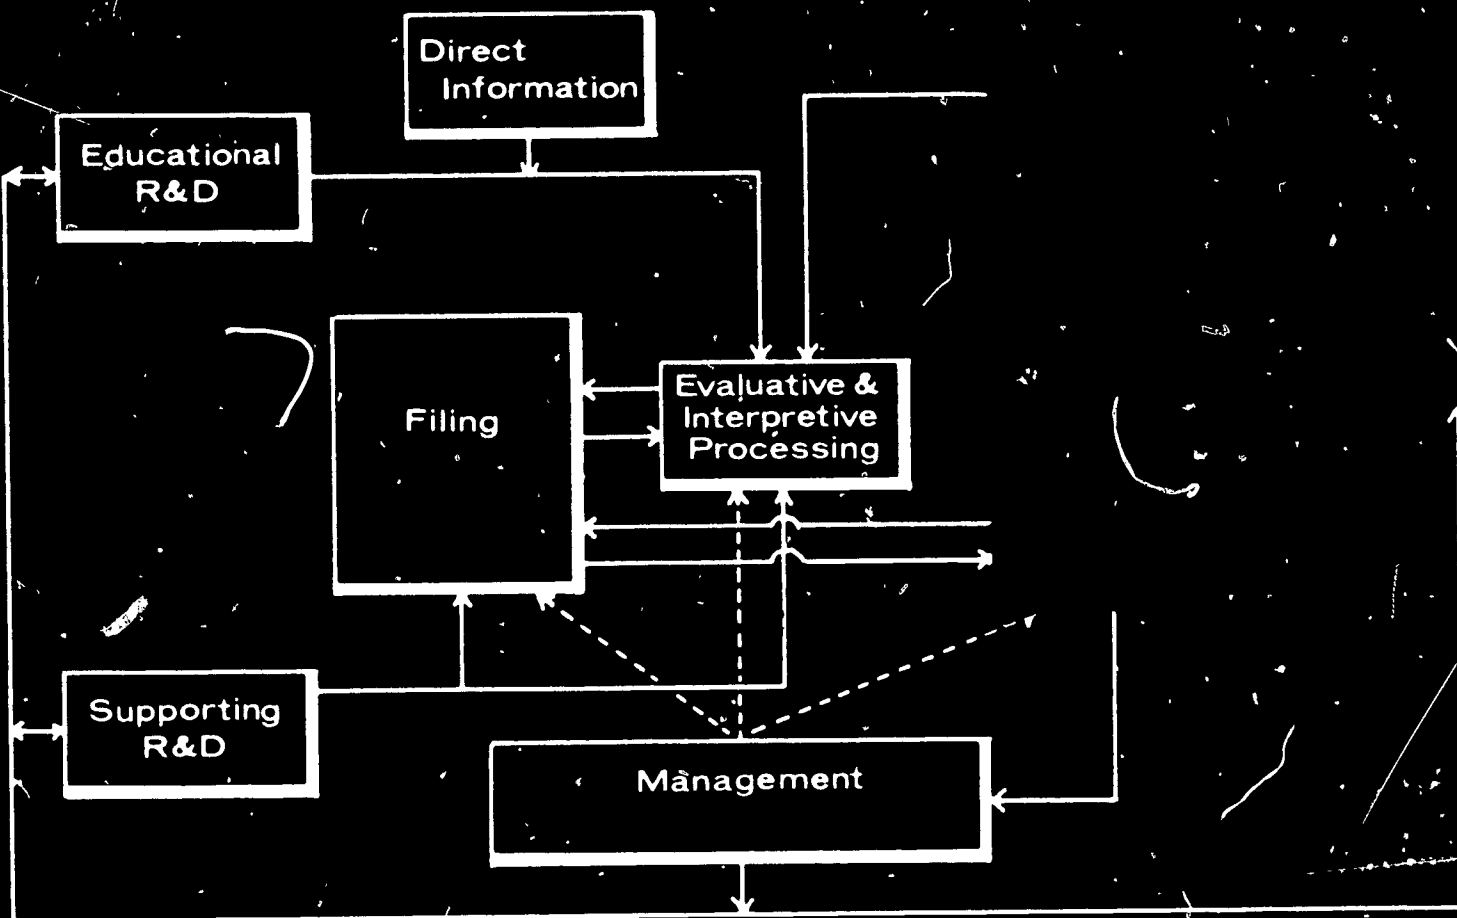 Direct
Information
Educational
R&D
Filing
Evaluative &
Interpretive
Processing
Supporting
R&D
Management